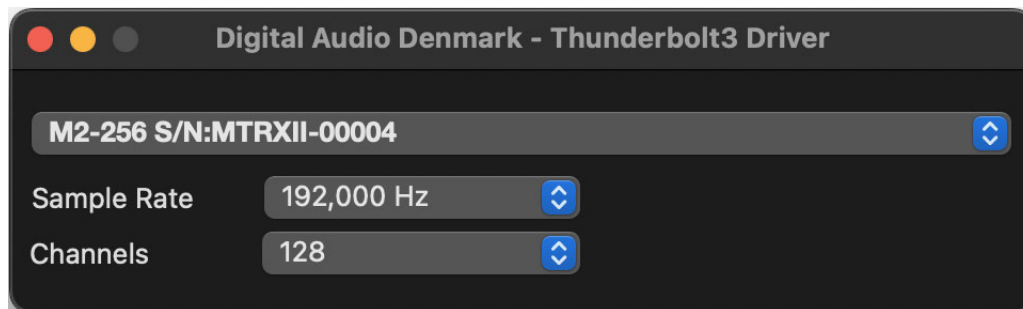 Digital Audio Denmark - Thunderbolt3 Driver
M2-256 S/N:MTRXII-00004
Sample Rate 192,000 Hz
Channels 128